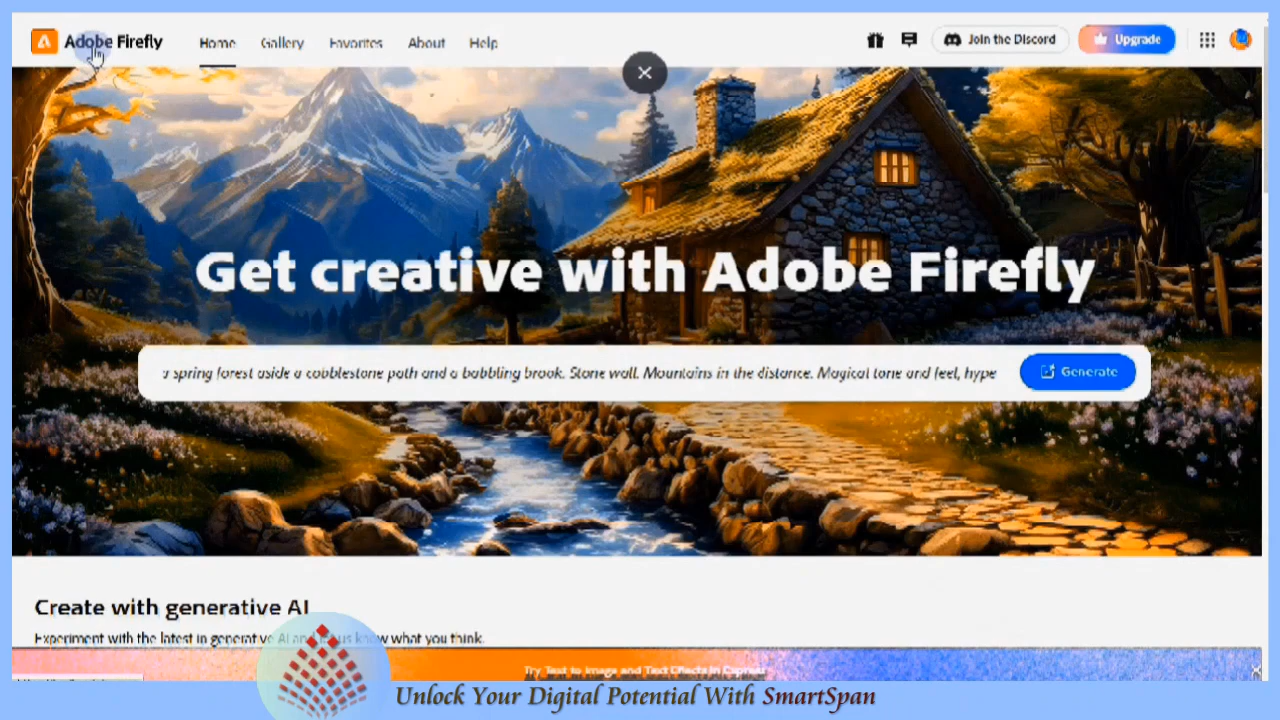 Adobe Firefly Home Gallery Favorites About Help Join the Discord Upgrade
Get creative with Adobe Firefly
spring forest aside a cobblestone path and a babbling brook. Stone wall. Mountains in the distance. Magical tone and feel, hype Generate
Create with generative AI
Experiment with the latest in generative AI and know what you think.
Try Text to Image and Text Effects in Express
Unlock Your Digital Potential With SmartSpan